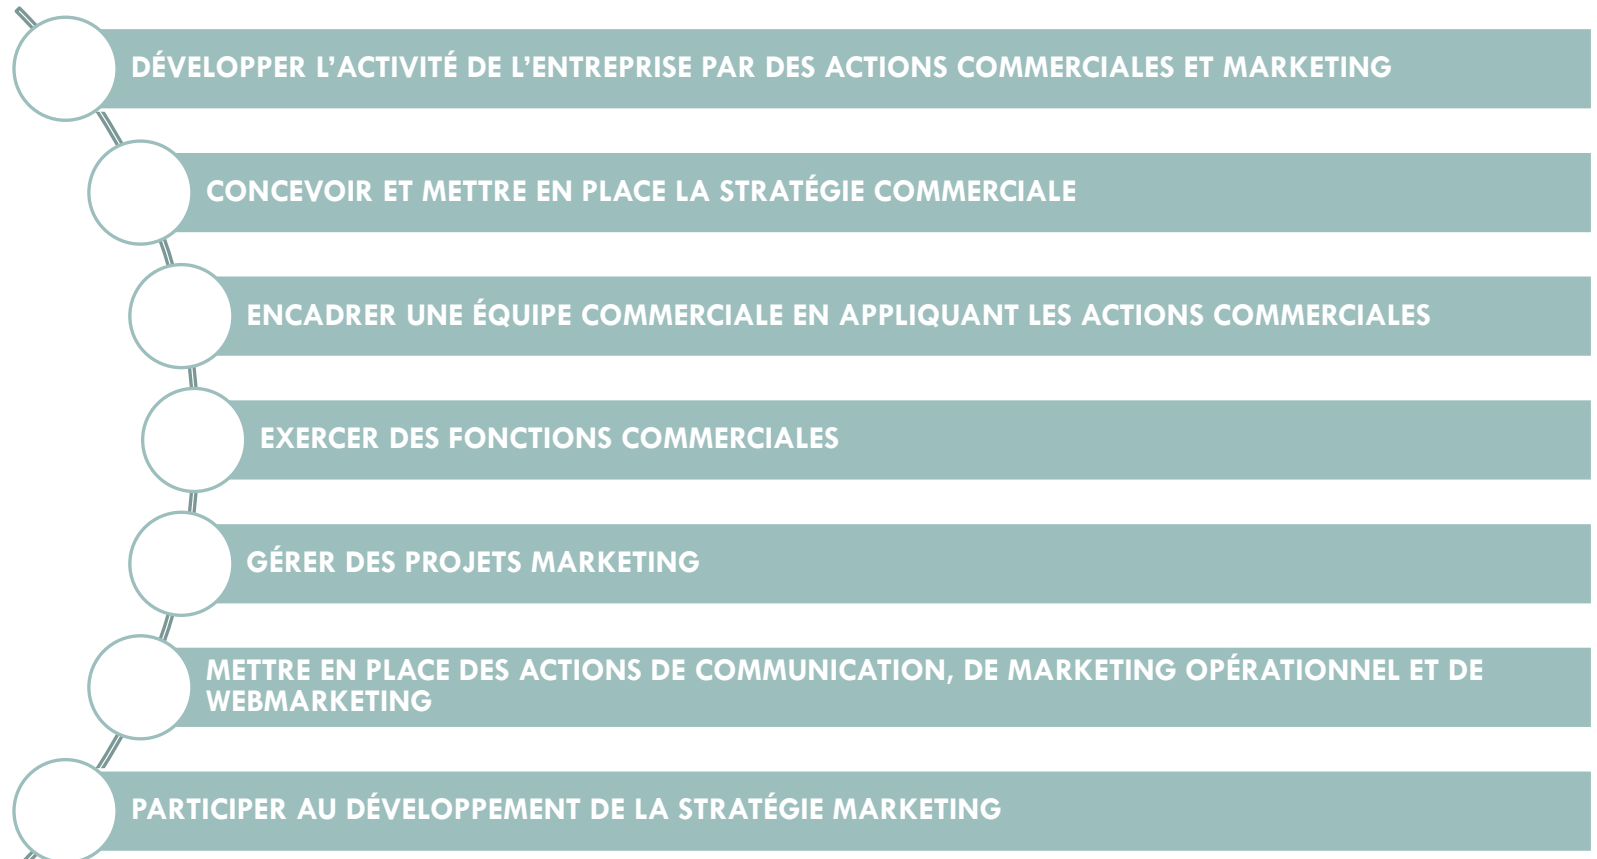 DÉVELOPPER L’ACTIVITÉ DE L’ENTREPRISE PAR DES ACTIONS COMMERCIALES ET MARKETING
CONCEVOIR ET METTRE EN PLACE LA STRATÉGIE COMMERCIALE
ENCADRER UNE ÉQUIPE COMMERCIALE EN APPLIQUANT LES ACTIONS COMMERCIALES
EXERCER DES FONCTIONS COMMERCIALES
GÉRER DES PROJETS MARKETING
METTRE EN PLACE DES ACTIONS DE COMMUNICATION, DE MARKETING OPÉRATIONNEL ET DE
WEBMARKETING
PARTICIPER AU DÉVELOPPEMENT DE LA STRATÉGIE MARKETING